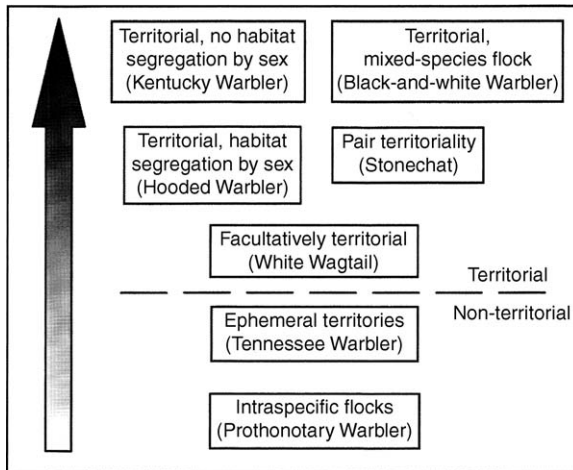 Territorial, no habitat
segregation by sex
(Kentucky Warbler)
Territorial,
mixed-species flock
(Black-and-white Warbler)
Territorial, habitat
segregation by sex
(Hooded Warbler)
Pair territoriality
(Stonechat)
Facultatively territorial
(White Wagtail)
Territorial
Non-territorial
Ephemeral territories
(Tennessee Warbler)
Intraspecific flocks
(Prothonotary Warbler)